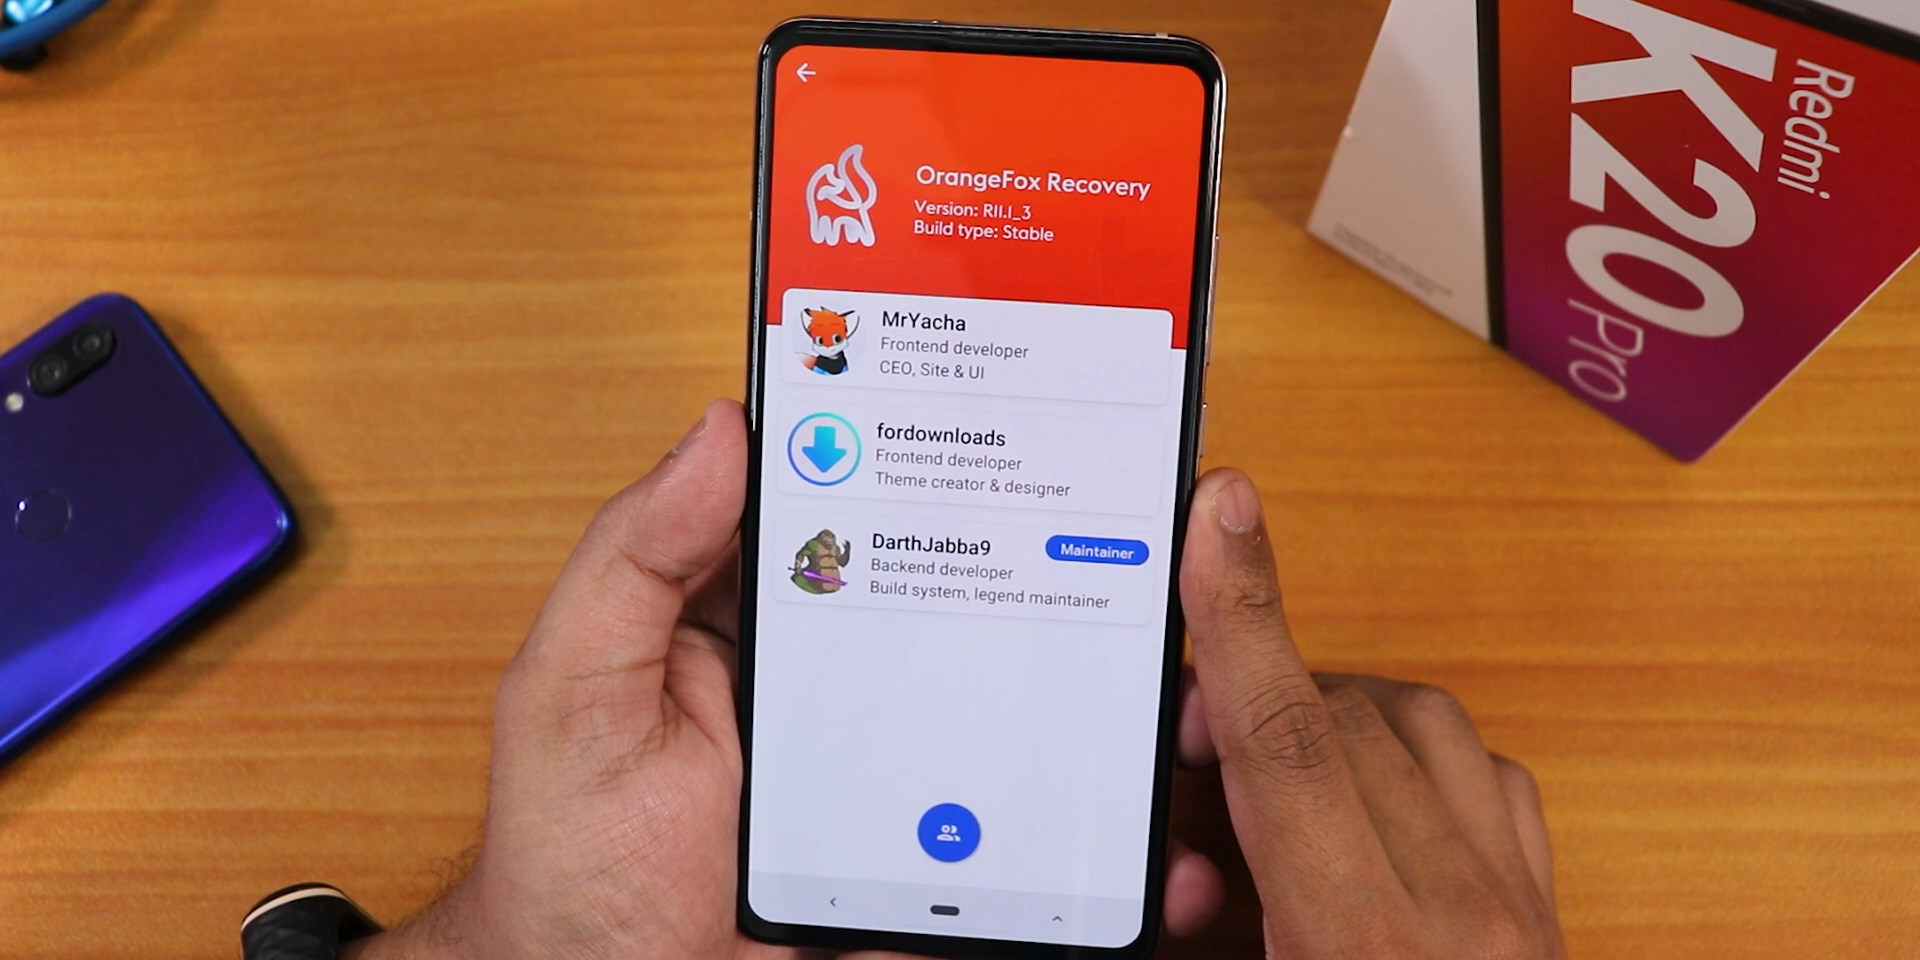 OrangeFox Recovery
Version: R11.1_3
Build type: Stable
MrYacha
Frontend developer
CEO, Site & UI
fordownloads
Frontend developer
Theme creator & designer
DarthJabba9
Maintainer
Backend developer
Build system, legend maintainer
Redmi
K20 Pro